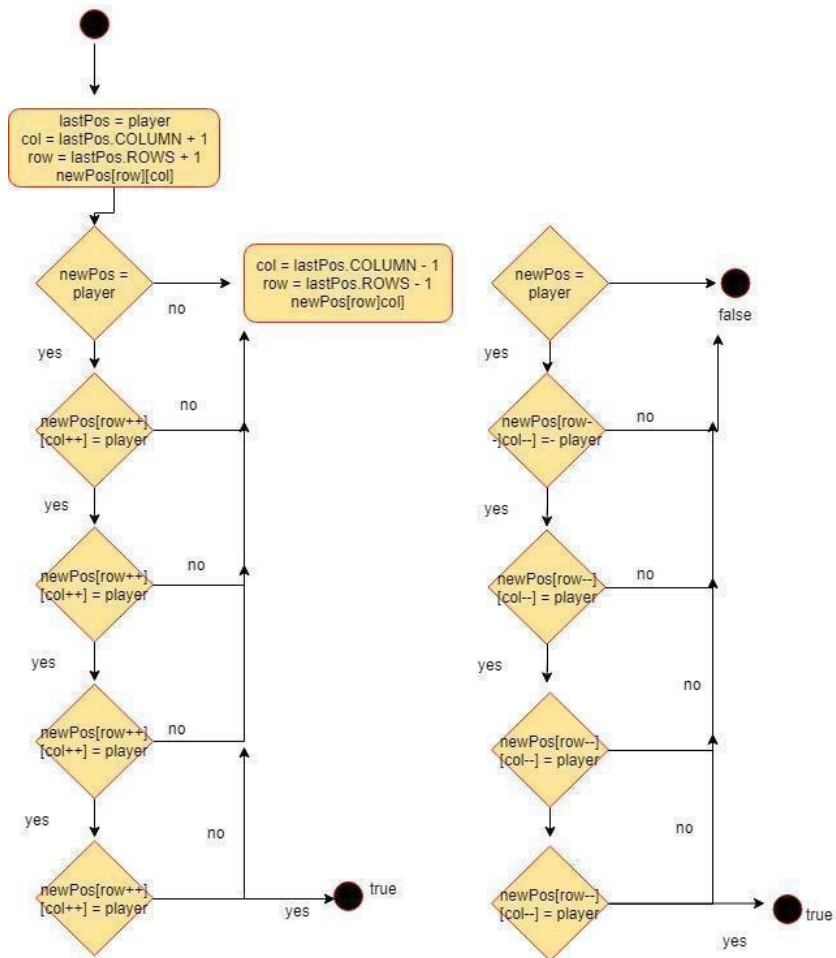 lastPos = player
col = lastPos.COLUMN + 1
row = lastPos.ROWS + 1
newPos[row][col]
newPos =
player
no
yes
col = lastPos.COLUMN - 1
row = lastPos.ROWS - 1
newPos[row]col]
newPos[row++]
[col++] = player
no
yes
newPos[row++]
[col++] = player
no
yes
newPos[row++]
[col++] = player
no
yes
newPos[row++]
[col++] = player
no
yes
true
newPos =
player
false
yes
newPos[row-
-]col--] =- player
no
yes
newPos[row--]
[col--] = player
no
yes
newPos[row--]
[col--] = player
no
newPos[row--]
[col--] = player
no
yes
true